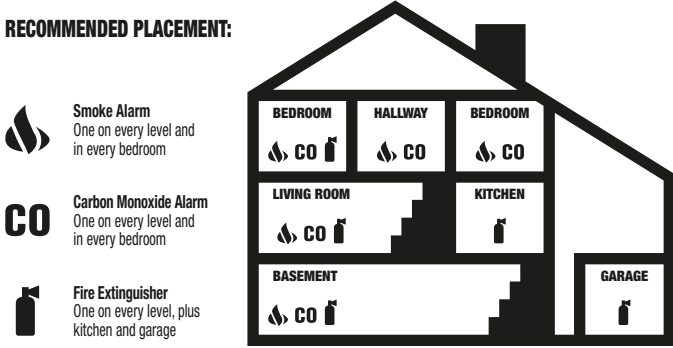 RECOMMENDED PLACEMENT:
Smoke Alarm
One on every level and
in every bedroom
CO
Carbon Monoxide Alarm
One on every level and
in every bedroom
Fire Extinguisher
One on every level, plus
kitchen and garage
BEDROOM
CO
HALLWAY
CO
BEDROOM
CO
LIVING ROOM
CO
KITCHEN
BASEMENT
CO
GARAGE